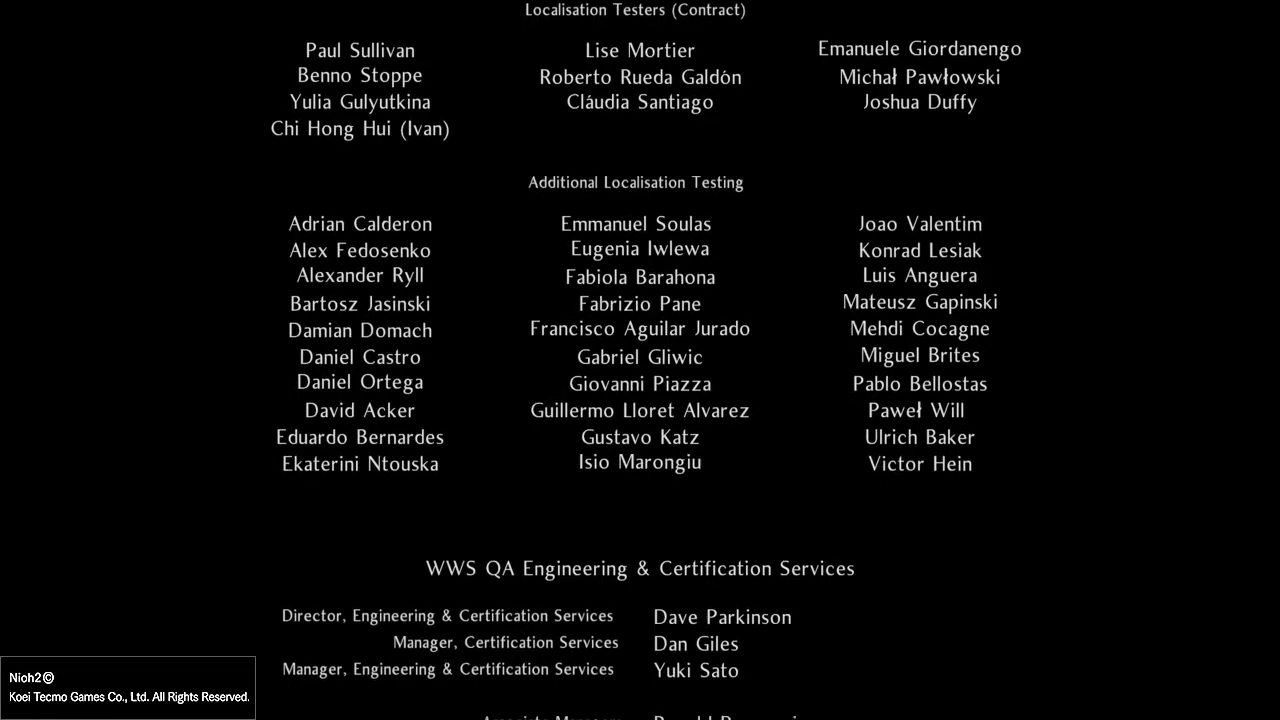 Localisation Testers (Contract)
Paul Sullivan Lise Mortier Emanuele Giordanengo
Benno Stoppe Roberto Rueda Galdón Michał Pawłowski
Yulia Gulyutkina Cláudia Santiago Joshua Duffy
Chi Hong Hui (Ivan)
Additional Localisation Testing
Adrian Calderon Emmanuel Soulas Joao Valentim
Alex Fedosenko Eugenia Iwlewa Konrad Lesiak
Alexander Ryll Fabiola Barahona Luis Anguera
Bartosz Jasinski Fabrizio Pane Mateusz Gapinski
Damian Domach Francisco Aguilar Jurado Mehdi Cocagne
Daniel Castro Gabriel Gliwic Miguel Brites
Daniel Ortega Giovanni Piazza Pablo Bellostas
David Acker Guillermo Lloret Alvarez Paweł Will
Eduardo Bernardes Gustavo Katz Ulrich Baker
Ekaterini Ntouska Isio Marongiu Victor Hein
WWS QA Engineering & Certification Services
Director, Engineering & Certification Services Dave Parkinson
Manager, Certification Services Dan Giles
Manager, Engineering & Certification Services Yuki Sato
Nioh2©
Koei Tecmo Games Co., Ltd. All Rights Reserved.